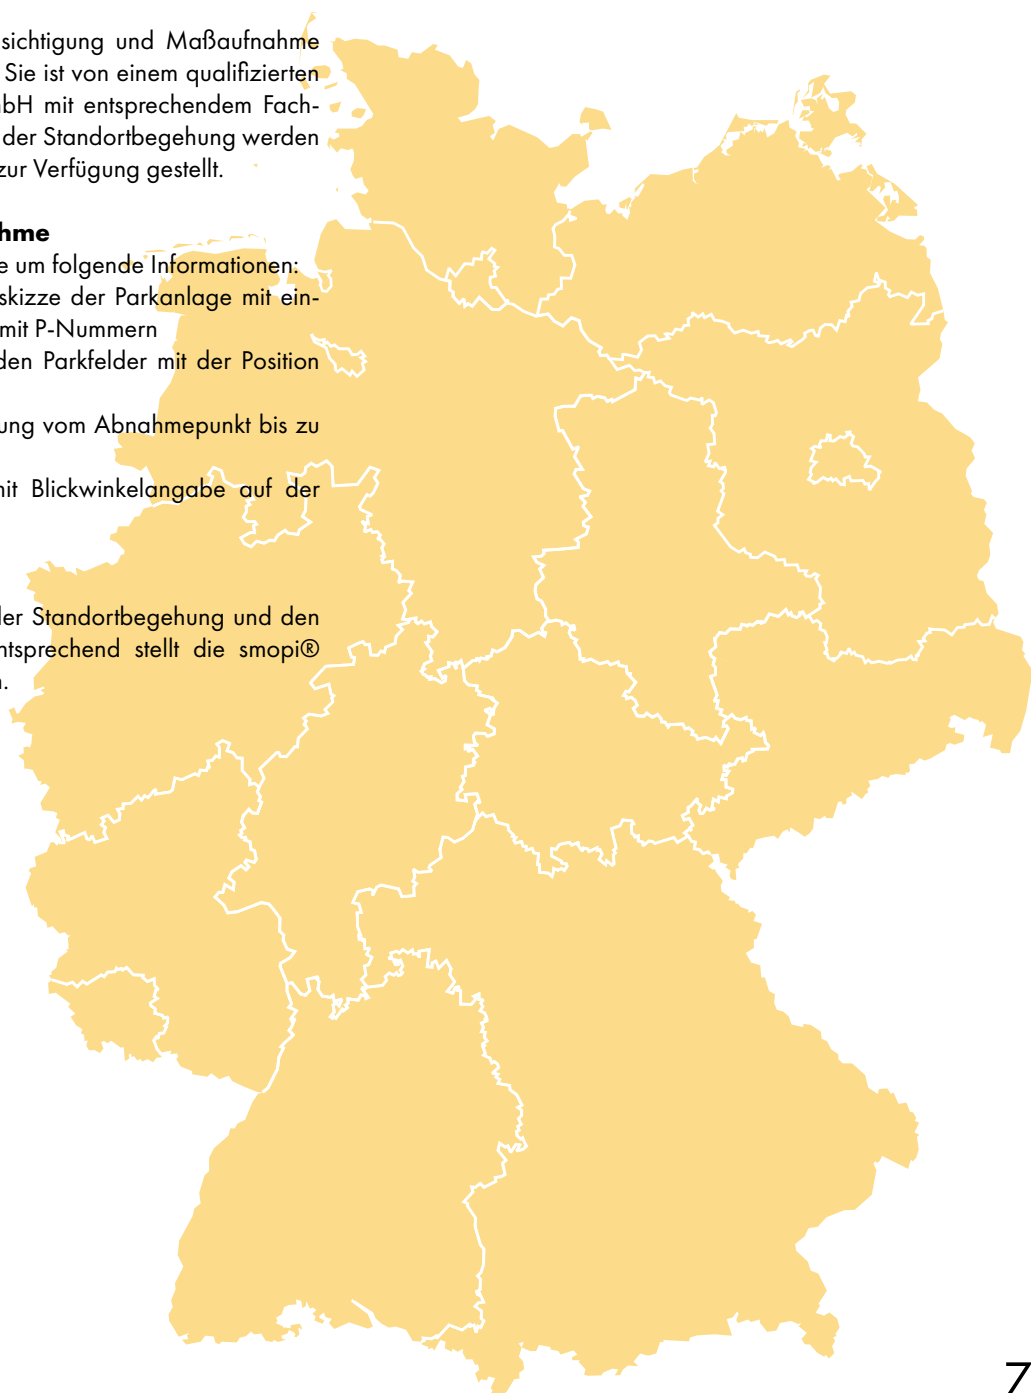 sichtigung und Maßaufnahme
Sie ist von einem qualifizierten
bH mit entsprechendem Fach-
der Standortbegehung werden
zur Verfügung gestellt.
hme
e um folgende Informationen:
skizze der Parkanlage mit ein-
mit P-Nummern
den Parkfelder mit der Position
ung vom Abnahmepunkt bis zu
nit Blickwinkelangabe auf der
der Standortbegehung und den
ntsprechend stellt die smopi®
n.
7